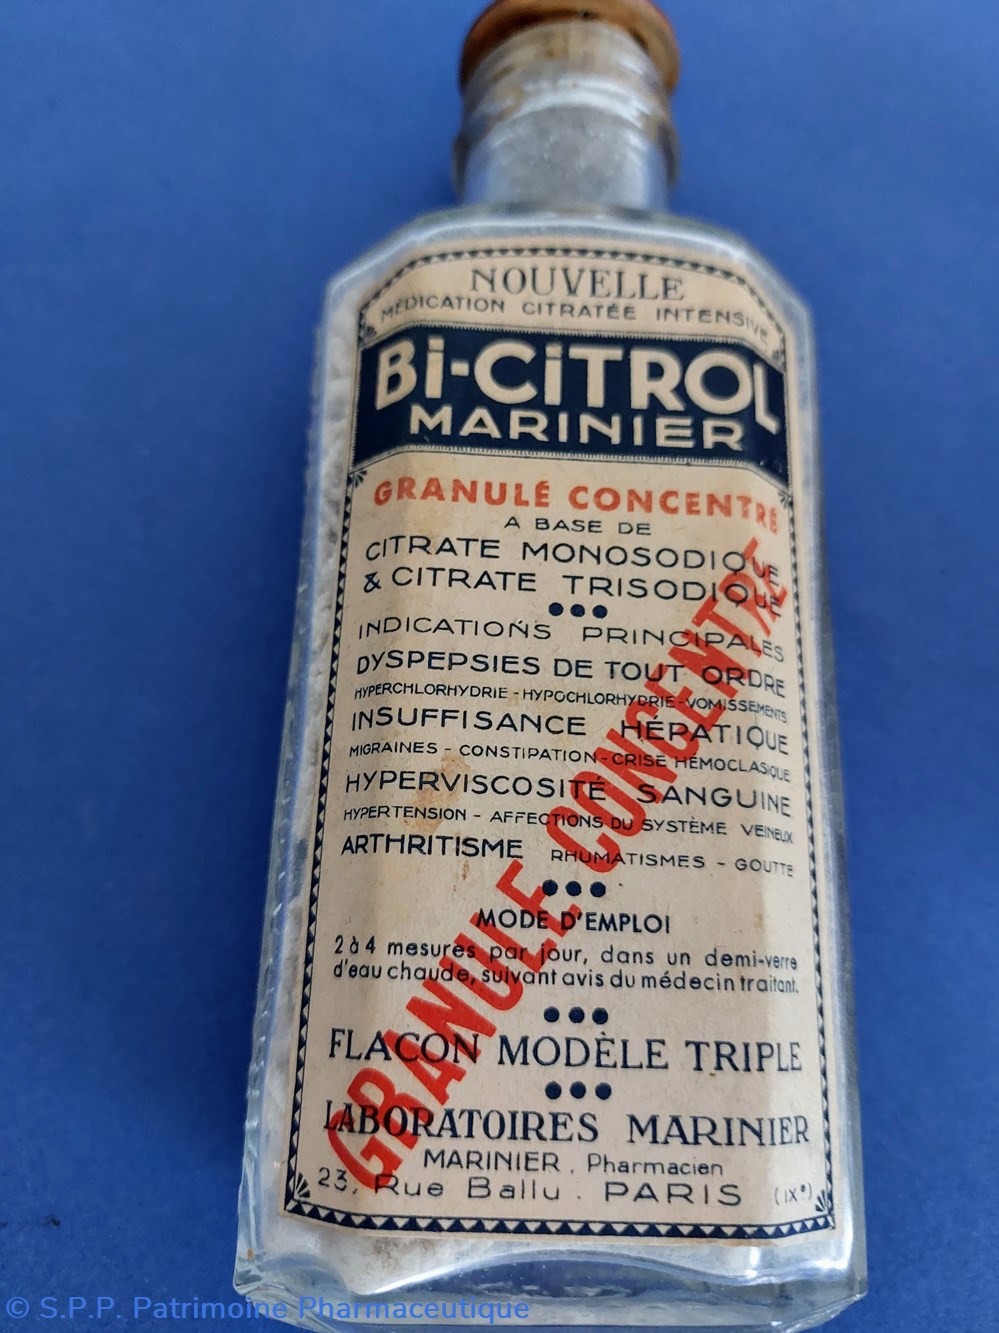 NOUVELLE
MÉDICATION CITRATÉE INTENSIVE
Bi-CiTROL
MARINIER
GRANULÉ CONCENTRÉ
A BASE DE
CITRATE MONOSODIQUE
& CITRATE TRISODIQUE
INDICATIONS PRINCIPALES
DYSPEPSIES DE TOUT ORDRE
HYPERCHLORHYDRIE - HYPOCHLORHYDRIE - VOMISSEMENTS
INSUFFISANCE HÉPATIQUE
MIGRAINES - CONSTIPATION - CRISE HÉMOCLASIQUE
HYPERVISCOSITÉ SANGUINE
HYPERTENSION - AFFECTIONS DU SYSTÈME VEINEUX
ARTHRITISME RHUMATISMES - GOUTTE
GRANULÉ CONCENTRÉ
MODE D'EMPLOI
2 à 4 mesures par jour, dans un demi-verre
d'eau chaude, suivant avis du médecin traitant.
FLACON MODÈLE TRIPLE
LABORATOIRES MARINIER
MARINIER, Pharmacien
23, Rue Ballu. PARIS (IXe)
© S.P.P. Patrimoine Pharmaceutique